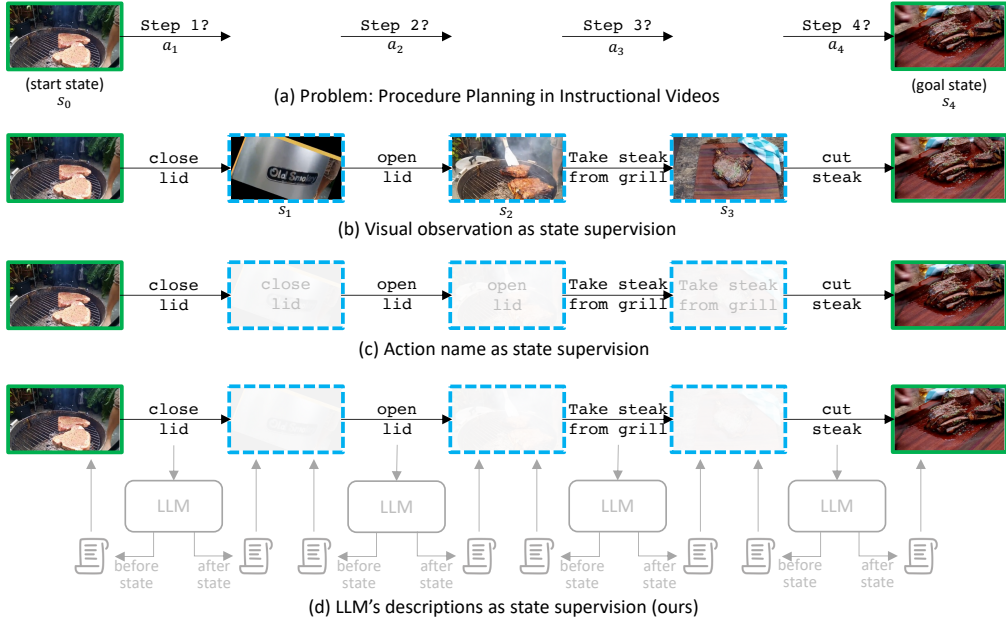 Step 1? Step 2? Step 3? Step 4?
a₁ a₂ a₃ a₄
(start state) (goal state)
s₀ s₄
(a) Problem: Procedure Planning in Instructional Videos
close open Take steak cut
lid lid from grill steak
Old Smokey
s₁ s₂ s₃
(b) Visual observation as state supervision
close close open open Take steak Take steak cut
lid lid lid lid from grill from grill steak
(c) Action name as state supervision
close open Take steak cut
lid lid from grill steak
LLM LLM LLM LLM
before after before after before after before after
state state state state state state state state
(d) LLM's descriptions as state supervision (ours)